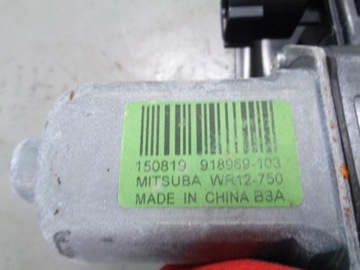 150819 918969-103
MITSUBA WR12-750
MADE IN CHINA B3A